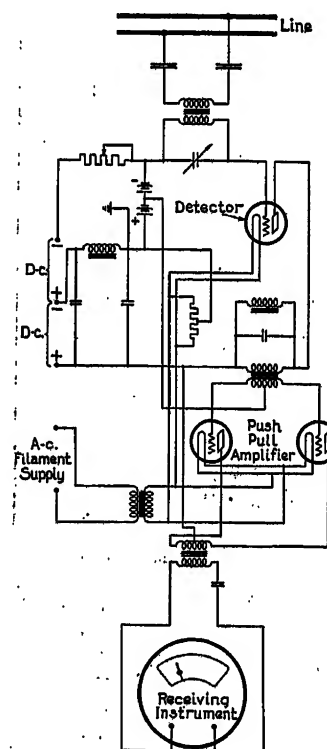 Line
-
Detector
+
-
D-c.
+
-
D-c.
+
A-c.
Filament
Supply
Push
Pull
Amplifier
Receiving
Instrument